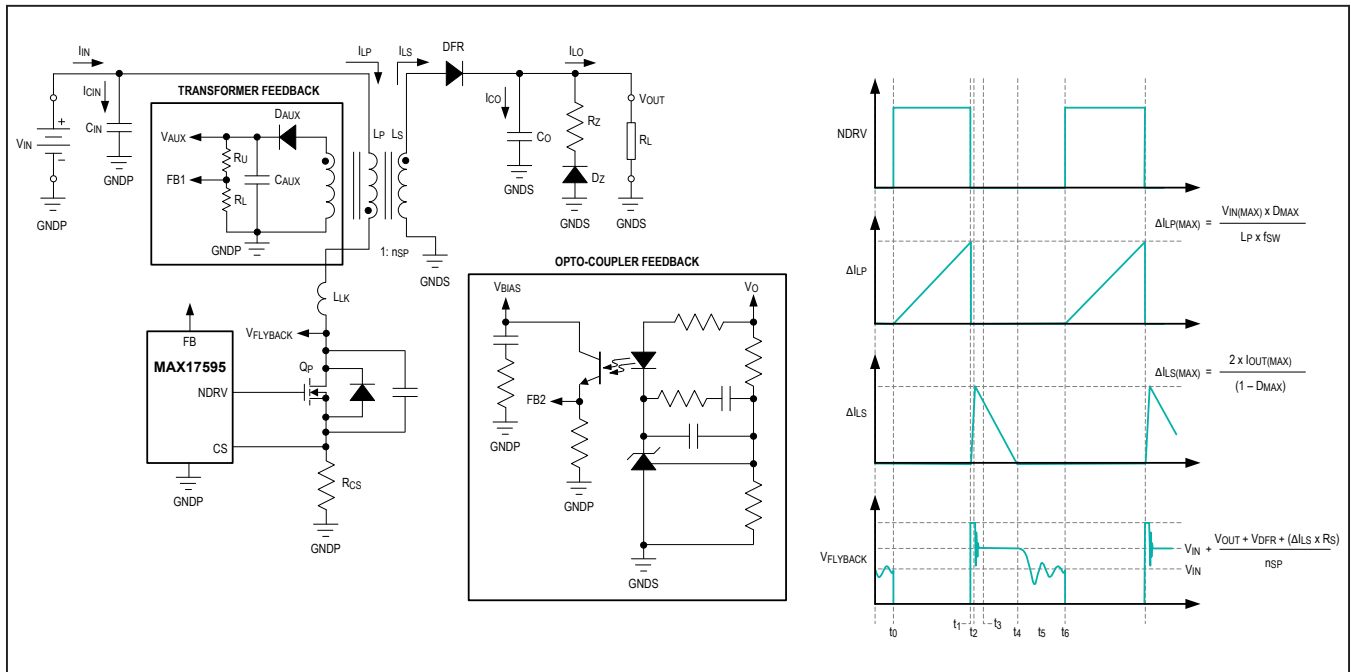 IIN
ICIN
VIN
+
–
CIN
GNDP
GNDP
TRANSFORMER FEEDBACK
DAUX
VAUX
RU
FB1
RL
CAUX
GNDP
ILP
ILS
DFR
LP LS
1: nSP
GNDS
ICO
CO
GNDS
ILO
RZ
DZ
GNDS
VOUT
RL
GNDS
LLK
VFLYBACK
FB
MAX17595
NDRV
CS
GNDP
QP
RCS
GNDP
OPTO-COUPLER FEEDBACK
VBIAS
GNDP
FB2
GNDP
VO
GNDS
NDRV
ΔILP
ΔILP(MAX) = VIN(MAX) x DMAX
LP x fSW
ΔILS
ΔILS(MAX) = 2 x IOUT(MAX)
(1 – DMAX)
VFLYBACK
VIN + VOUT + VDFR + (ΔILS x RS)
nSP
VIN
t0 t1 t2 t3 t4 t5 t6